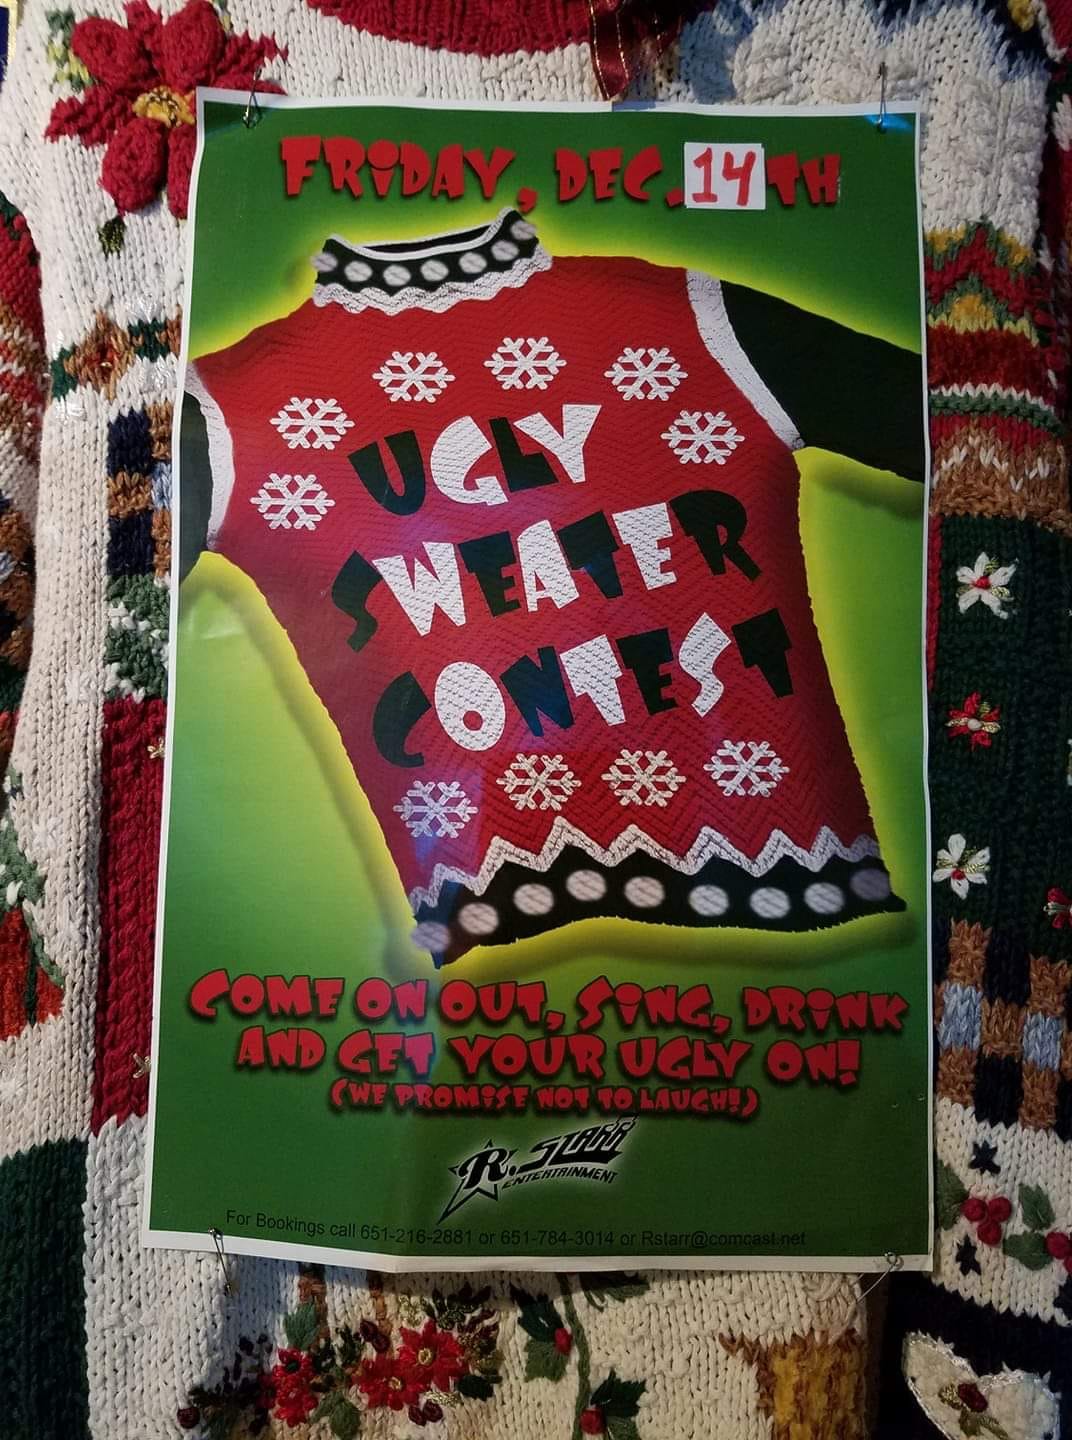 FRIDAY, DEC. 14TH
UGLY
SWEATER
CONTEST
COME ON OUT, SING, DRINK
AND GET YOUR UGLY ON!
(WE PROMISE NOT TO LAUGH!)
R. STARR
ENTERTAINMENT
For Bookings call 651-216-2881 or 651-784-3014 or Rstarr@comcast.net